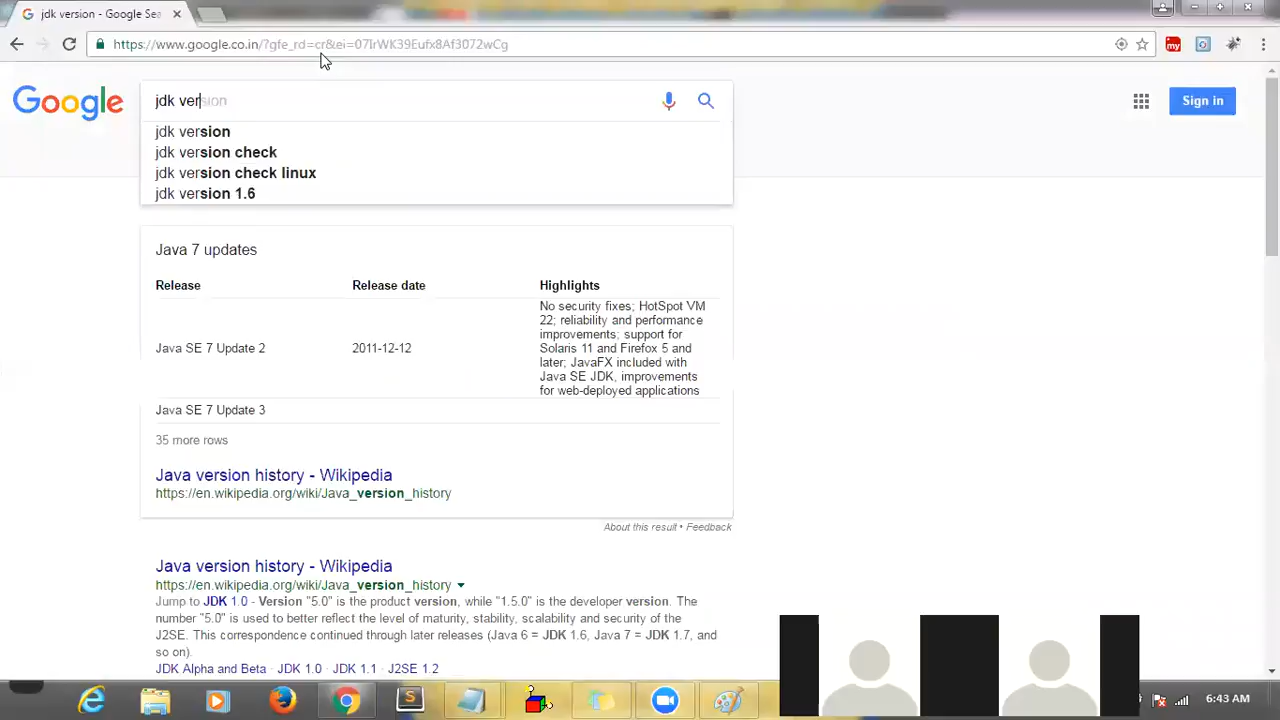 jdk version - Google Sea
https://www.google.co.in/?gfe_rd=cr&ei=07IrWK39Eufx8Af3072wCg
my
Google
jdk version
Sign in
jdk version
jdk version check
jdk version check linux
jdk version 1.6
Java 7 updates
Release Release date Highlights
No security fixes; HotSpot VM
22; reliability and performance
improvements; support for
Java SE 7 Update 2 2011-12-12 Solaris 11 and Firefox 5 and
later; JavaFX included with
Java SE JDK, improvements
for web-deployed applications
Java SE 7 Update 3
35 more rows
Java version history - Wikipedia
https://en.wikipedia.org/wiki/Java_version_history
About this result • Feedback
Java version history - Wikipedia
https://en.wikipedia.org/wiki/Java_version_history
Jump to JDK 1.0 - Version "5.0" is the product version, while "1.5.0" is the developer version. The
number "5.0" is used to better reflect the level of maturity, stability, scalability and security of the
J2SE. This correspondence continued through later releases (Java 6 = JDK 1.6, Java 7 = JDK 1.7, and
so on).
JDK Alpha and Beta · JDK 1.0 · JDK 1.1 · J2SE 1.2
6:43 AM